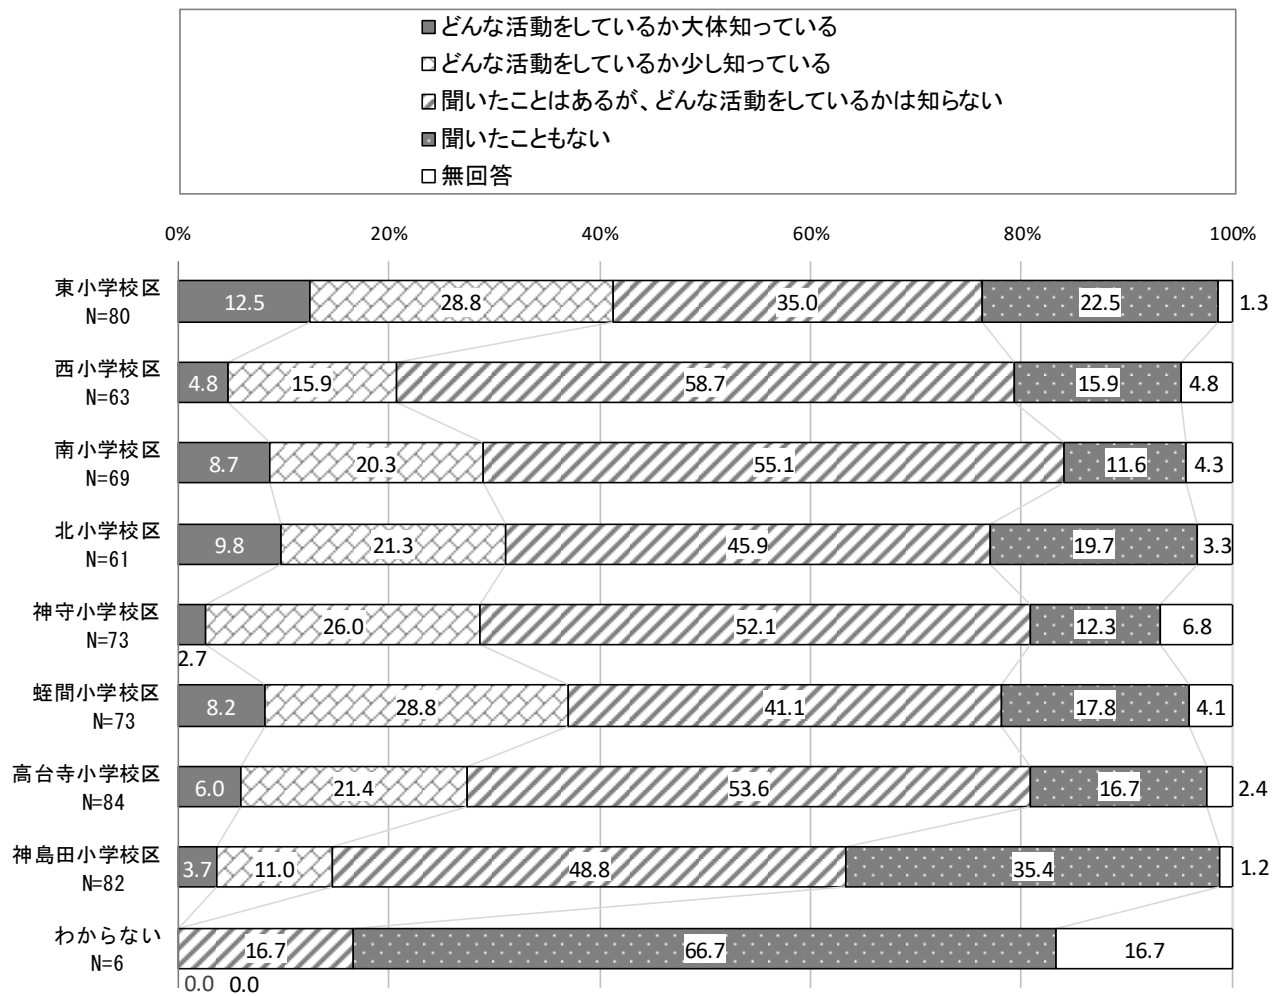 どんな活動をしているか大体知っている
どんな活動をしているか少し知っている
聞いたことはあるが、どんな活動をしているかは知らない
聞いたこともない
無回答
0% 20% 40% 60% 80% 100%
東小学校区
N=80
12.5 28.8 35.0 22.5 1.3
西小学校区
N=63
4.8 15.9 58.7 15.9 4.8
南小学校区
N=69
8.7 20.3 55.1 11.6 4.3
北小学校区
N=61
9.8 21.3 45.9 19.7 3.3
神守小学校区
N=73
26.0 52.1 12.3 6.8
2.7
蛭間小学校区
N=73
8.2 28.8 41.1 17.8 4.1
高台寺小学校区
N=84
6.0 21.4 53.6 16.7 2.4
神島田小学校区
N=82
3.7 11.0 48.8 35.4 1.2
わからない
N=6
16.7 66.7 16.7
0.0 0.0